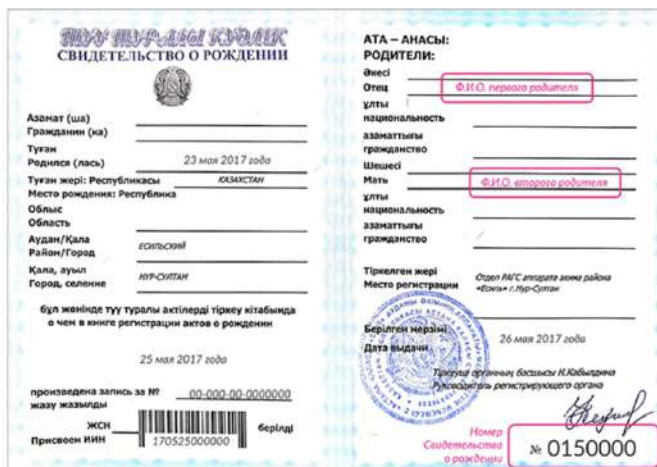 ТУУ ТУРАЛЫ КУӘЛІК
СВИДЕТЕЛЬСТВО О РОЖДЕНИИ
Азамат (ша)
Гражданин (ка)
Туған
Родился (лась) 23 мая 2017 года
Туған жері: Республикасы КАЗАХСТАН
Место рождения: Республика
Облыс
Область
Аудан/Қала
Район/Город ЕСИЛЬСКИЙ
Қала, ауыл
Город, селение НУР-СУЛТАН
бұл жөнінде туу туралы актілерді тіркеу кітабында
о чем в книге регистрации актов о рождении
25 мая 2017 года
произведена запись за № 00-000-00-0000000
жазу жазылды
ЖСН берілді
Присвоен ИИН 170525000000
АТА – АНАСЫ:
РОДИТЕЛИ:
Әкесі
Отец Ф.И.О. первого родителя
ұлты
национальность
азаматтығы
гражданство
Шешесі
Мать Ф.И.О. второго родителя
ұлты
национальность
азаматтығы
гражданство
Тіркелген жері Отдел РАГС аппарата акима района
Место регистрации «Есиль» г.Нур-Султан
Берілген мерзімі
Дата выдачи 26 мая 2017 года
Тіркеуші органның басшысы Н.Кабылдина
Руководитель регистрирующего органа
Номер
Свидетельства
о рождении
№ 0150000